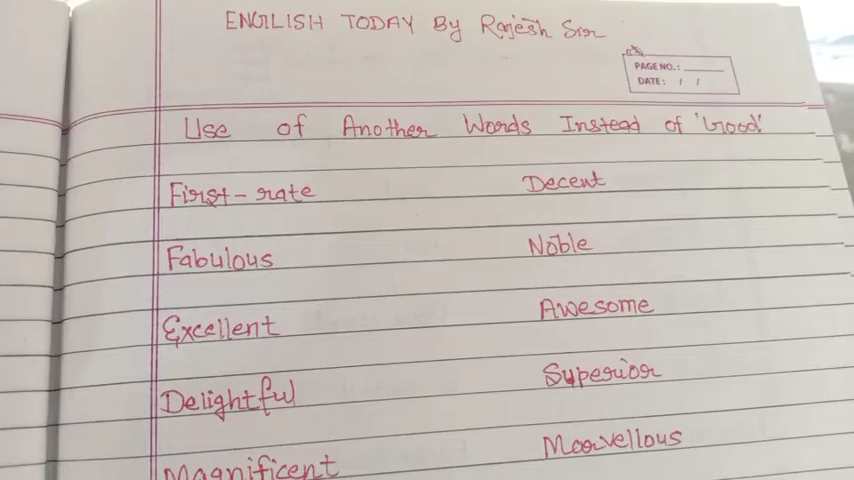 ENGLISH TODAY By Rajesh Sir
PAGE NO.:
DATE: / /
Use of Another Words Instead of 'Good'
First-rate Decent
Fabulous Noble
Excellent Awesome
Delightful Superior
Magnificent Marvellous